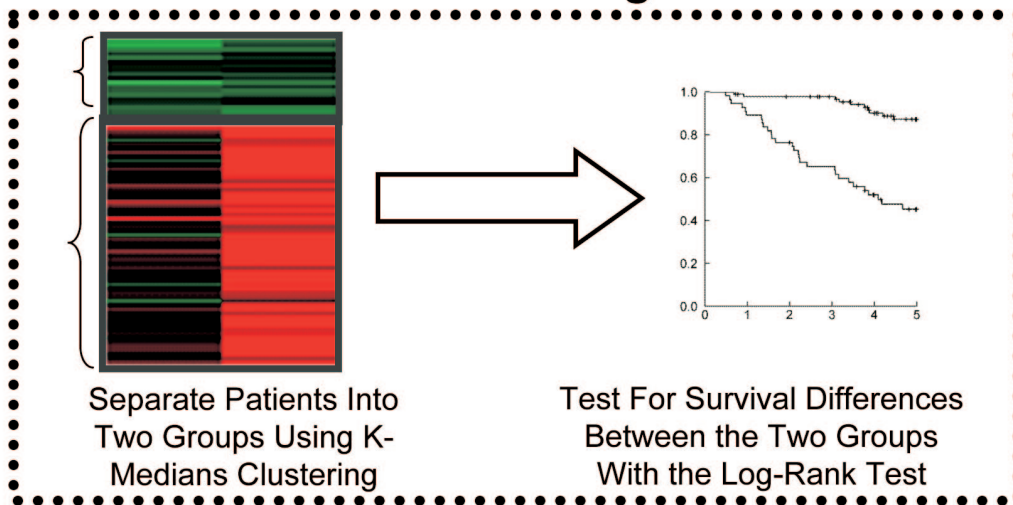 1.0
0.8
0.6
0.4
0.2
0.0
0 1 2 3 4 5
Separate Patients Into
Two Groups Using K-
Medians Clustering
Test For Survival Differences
Between the Two Groups
With the Log-Rank Test